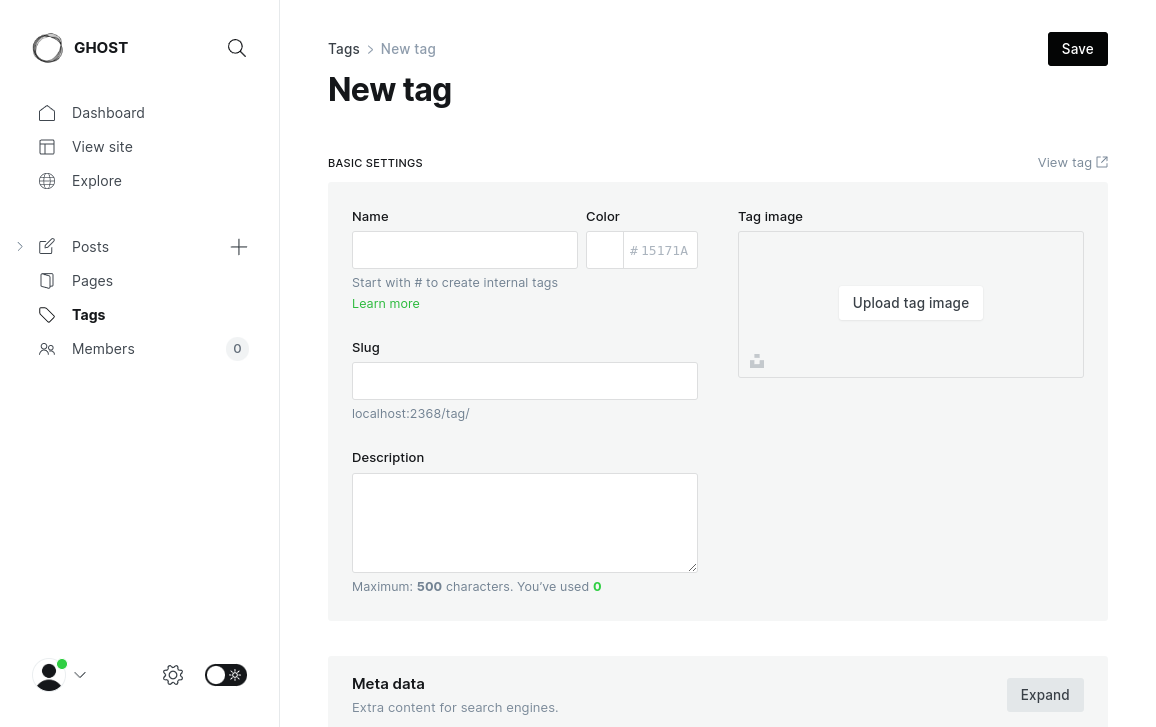 GHOST
Dashboard
View site
Explore
Posts
Pages
Tags
Members 0
Tags > New tag
Save
New tag
BASIC SETTINGS
View tag
Name
Color
Tag image
# 15171A
Start with # to create internal tags
Learn more
Upload tag image
Slug
localhost:2368/tag/
Description
Maximum: 500 characters. You've used 0
Meta data
Extra content for search engines.
Expand